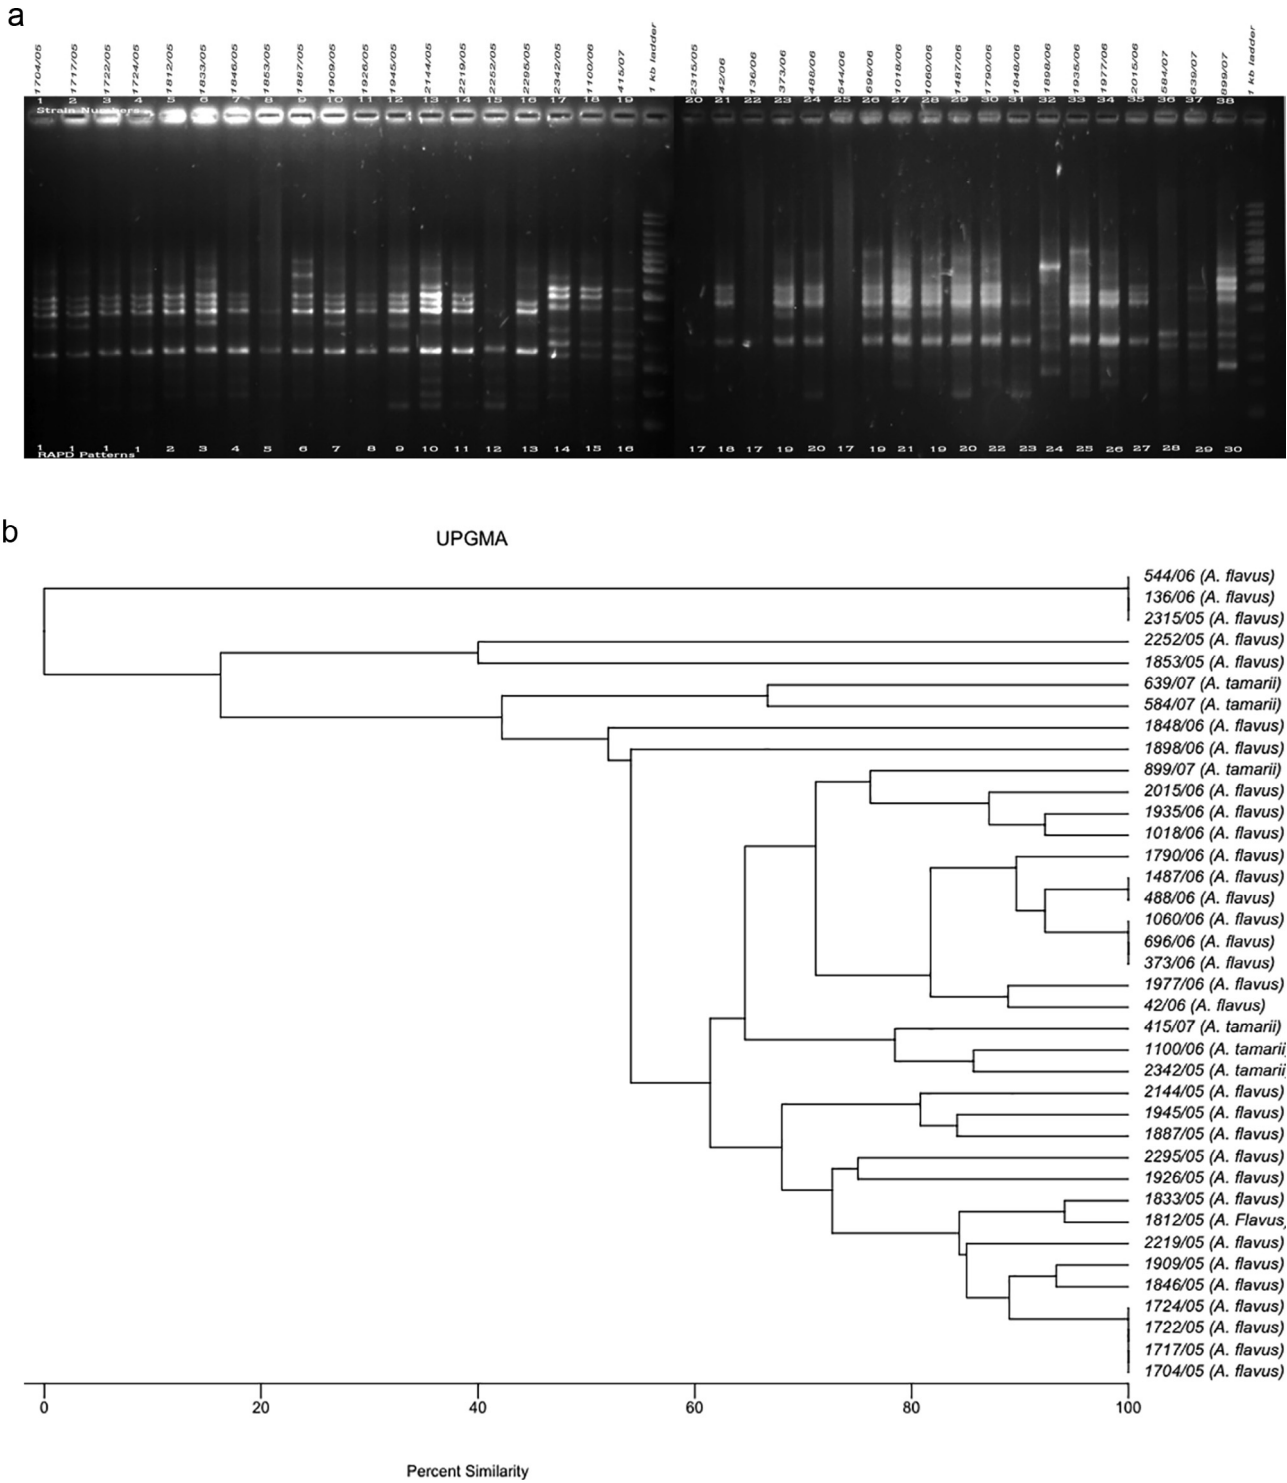 a
1704/05 1717/05 1722/05 1724/05 1812/05 1833/05 1846/05 1853/05 1887/05 1909/05 1926/05 1945/05 2144/05 2219/05 2252/05 2295/05 2342/05 1100/06 415/07 1 kb ladder 2315/05 42/06 136/06 373/06 488/06 544/06 696/06 1018/06 1060/06 1487/06 1790/06 1848/06 1898/06 1935/06 1977/06 2015/06 584/07 639/07 899/07 1 kb ladder
1 2 3 4 5 6 7 8 9 10 11 12 13 14 15 16 17 18 19 20 21 22 23 24 25 26 27 28 29 30 31 32 33 34 35 36 37 38
Strain Numbers
1 1 1 1 2 3 4 5 6 7 8 9 10 11 12 13 14 15 16 17 18 17 19 20 17 19 21 19 20 22 23 24 25 26 27 28 29 30
RAPD Patterns
b
UPGMA
544/06 (A. flavus)
136/06 (A. flavus)
2315/05 (A. flavus)
2252/05 (A. flavus)
1853/05 (A. flavus)
639/07 (A. tamarii)
584/07 (A. tamarii)
1848/06 (A. flavus)
1898/06 (A. flavus)
899/07 (A. tamarii)
2015/06 (A. flavus)
1935/06 (A. flavus)
1018/06 (A. flavus)
1790/06 (A. flavus)
1487/06 (A. flavus)
488/06 (A. flavus)
1060/06 (A. flavus)
696/06 (A. flavus)
373/06 (A. flavus)
1977/06 (A. flavus)
42/06 (A. flavus)
415/07 (A. tamarii)
1100/06 (A. tamarii)
2342/05 (A. tamarii)
2144/05 (A. flavus)
1945/05 (A. flavus)
1887/05 (A. flavus)
2295/05 (A. flavus)
1926/05 (A. flavus)
1833/05 (A. flavus)
1812/05 (A. Flavus)
2219/05 (A. flavus)
1909/05 (A. flavus)
1846/05 (A. flavus)
1724/05 (A. flavus)
1722/05 (A. flavus)
1717/05 (A. flavus)
1704/05 (A. flavus)
0 20 40 60 80 100
Percent Similarity